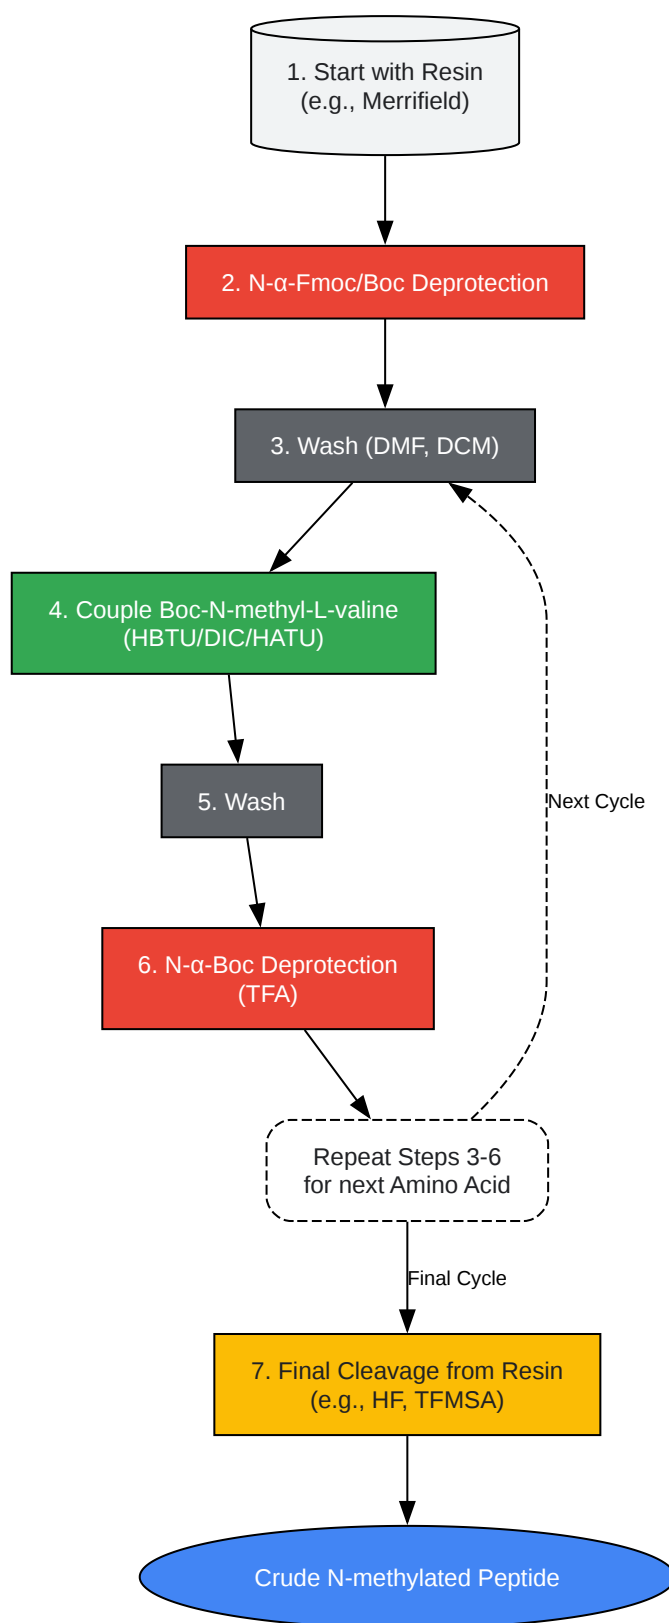 1. Start with Resin
(e.g., Merrifield)
2. N-α-Fmoc/Boc Deprotection
3. Wash (DMF, DCM)
4. Couple Boc-N-methyl-L-valine
(HBTU/DIC/HATU)
5. Wash
Next Cycle
6. N-α-Boc Deprotection
(TFA)
Repeat Steps 3-6
for next Amino Acid
Final Cycle
7. Final Cleavage from Resin
(e.g., HF, TFMSA)
Crude N-methylated Peptide